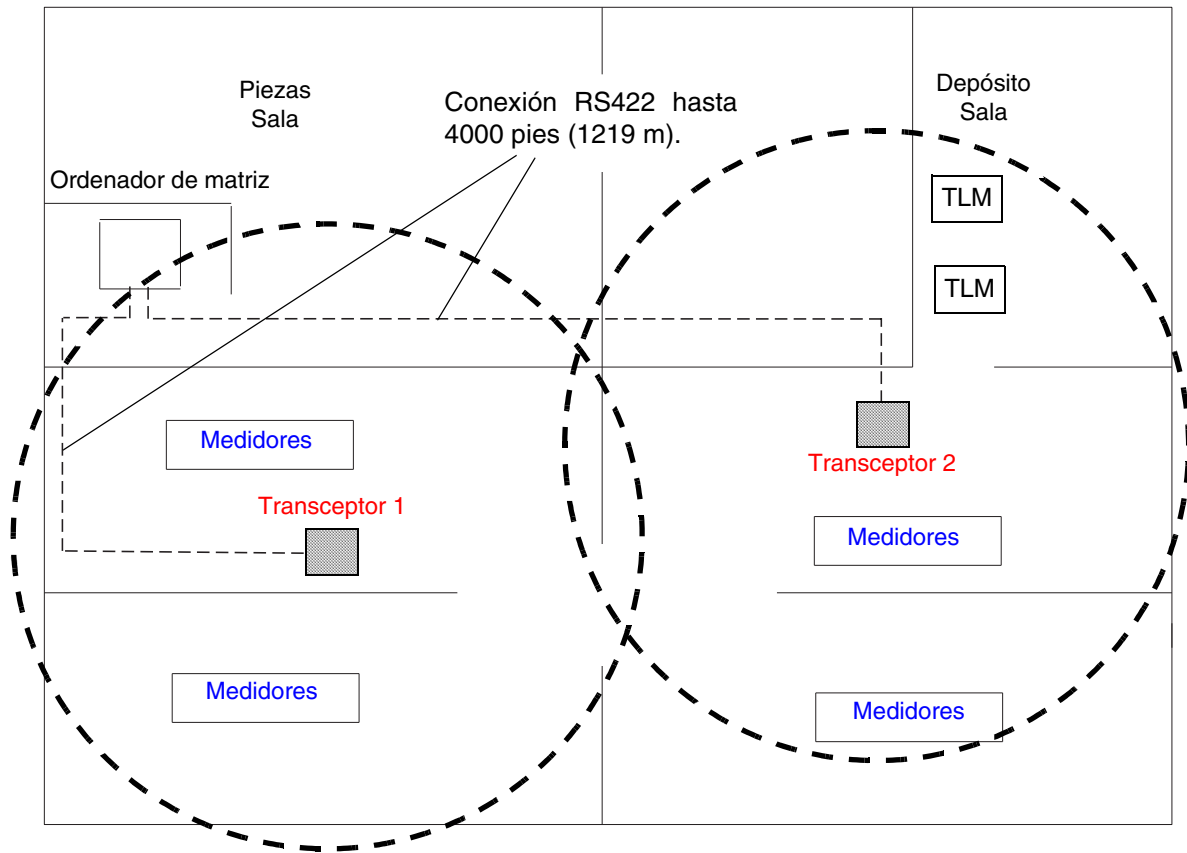 Piezas
Sala
Conexión RS422 hasta
4000 pies (1219 m).
Depósito
Sala
Ordenador de matriz
TLM
TLM
Medidores
Transceptor 2
Transceptor 1
Medidores
Medidores
Medidores